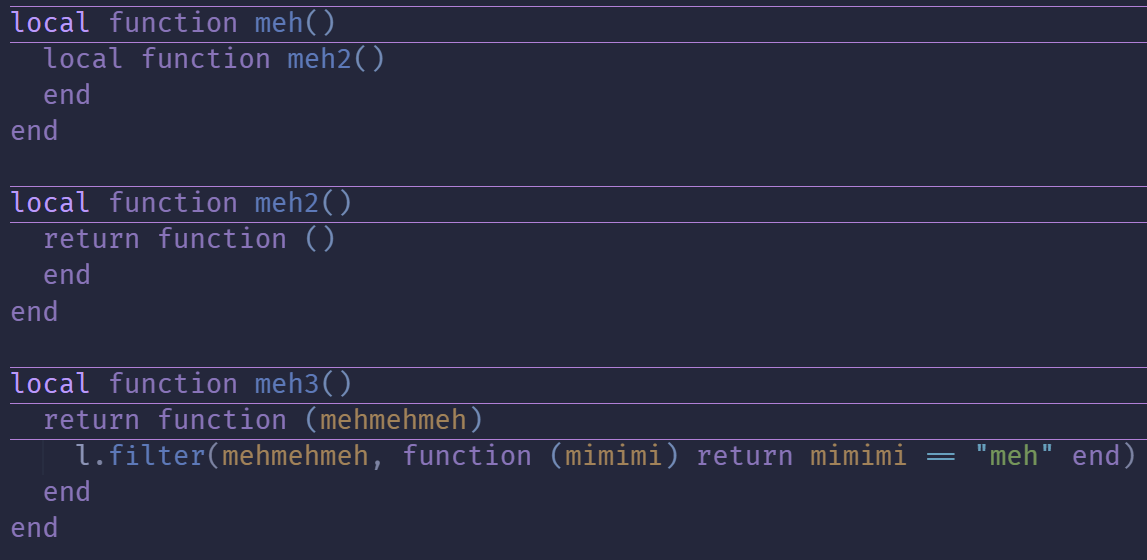 local function meh()
  local function meh2()
  end
end

local function meh2()
  return function ()
  end
end

local function meh3()
  return function (mehmehmeh)
    l.filter(mehmehmeh, function (mimimi) return mimimi == "meh" end)
  end
end